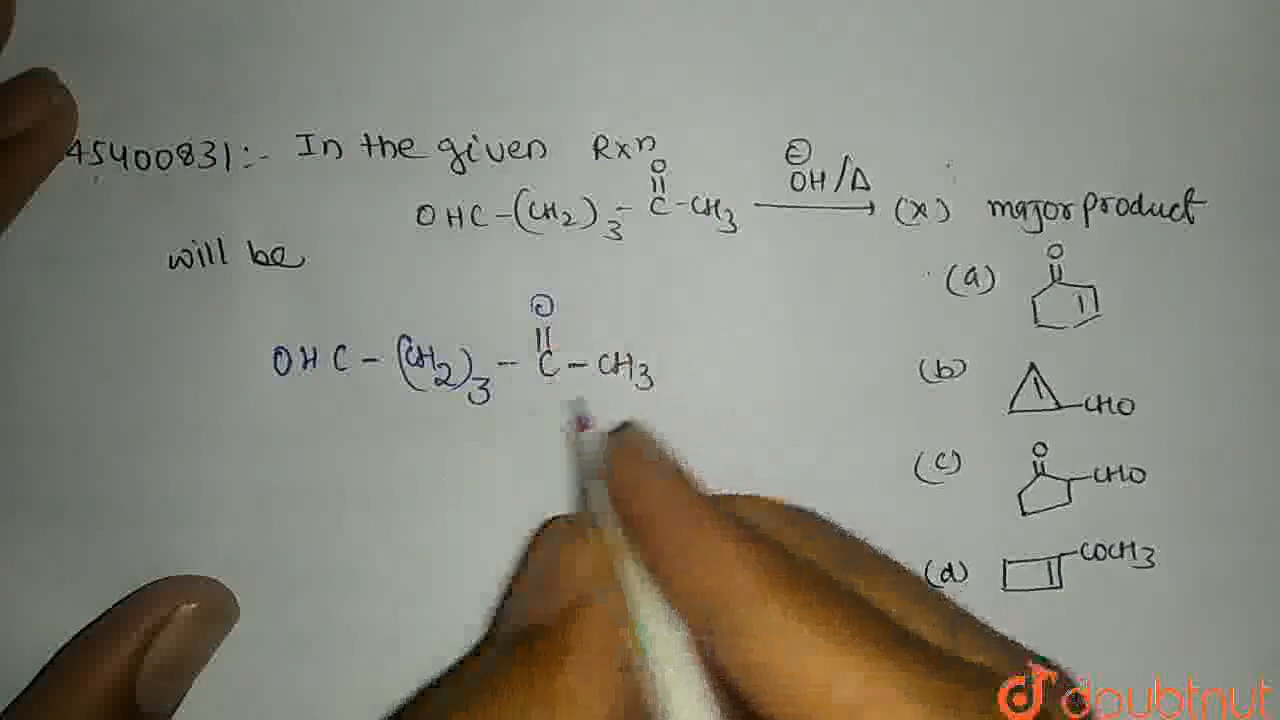 45400831:- In the given Rxn
OHC-(CH2)3-C-CH3 ⊖OH/Δ (x) major product
O
will be
(a) O
OHC-(CH2)3-C-CH3
O
(b) -CHO
(c) O -CHO
(d) -COCH3
doubtnut